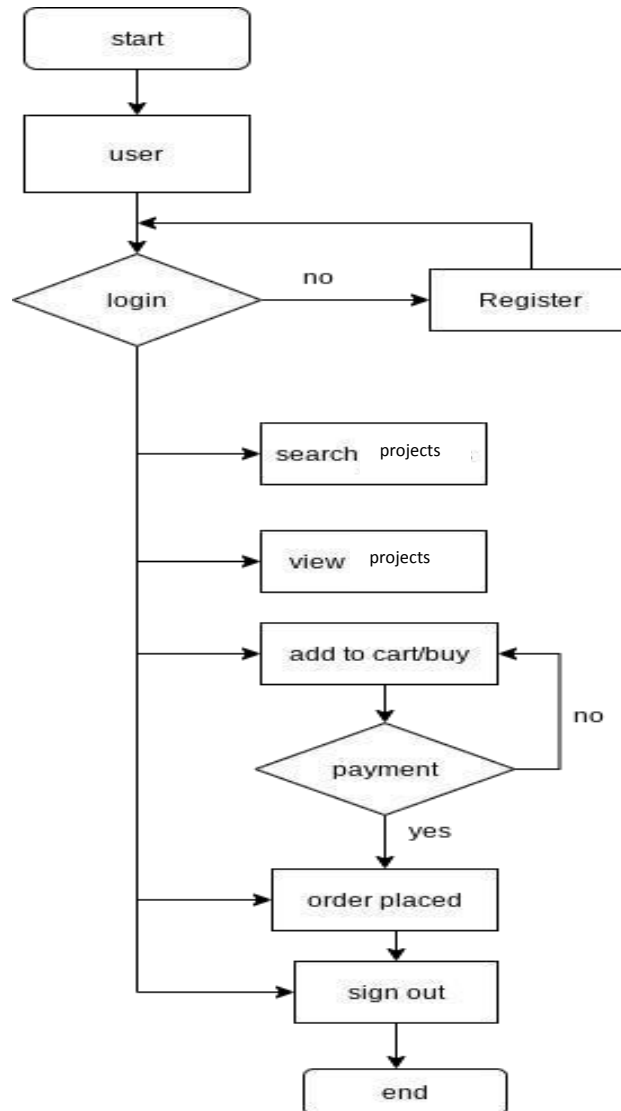 start
user
login
no
Register
search projects
view projects
add to cart/buy
no
payment
yes
order placed
sign out
end